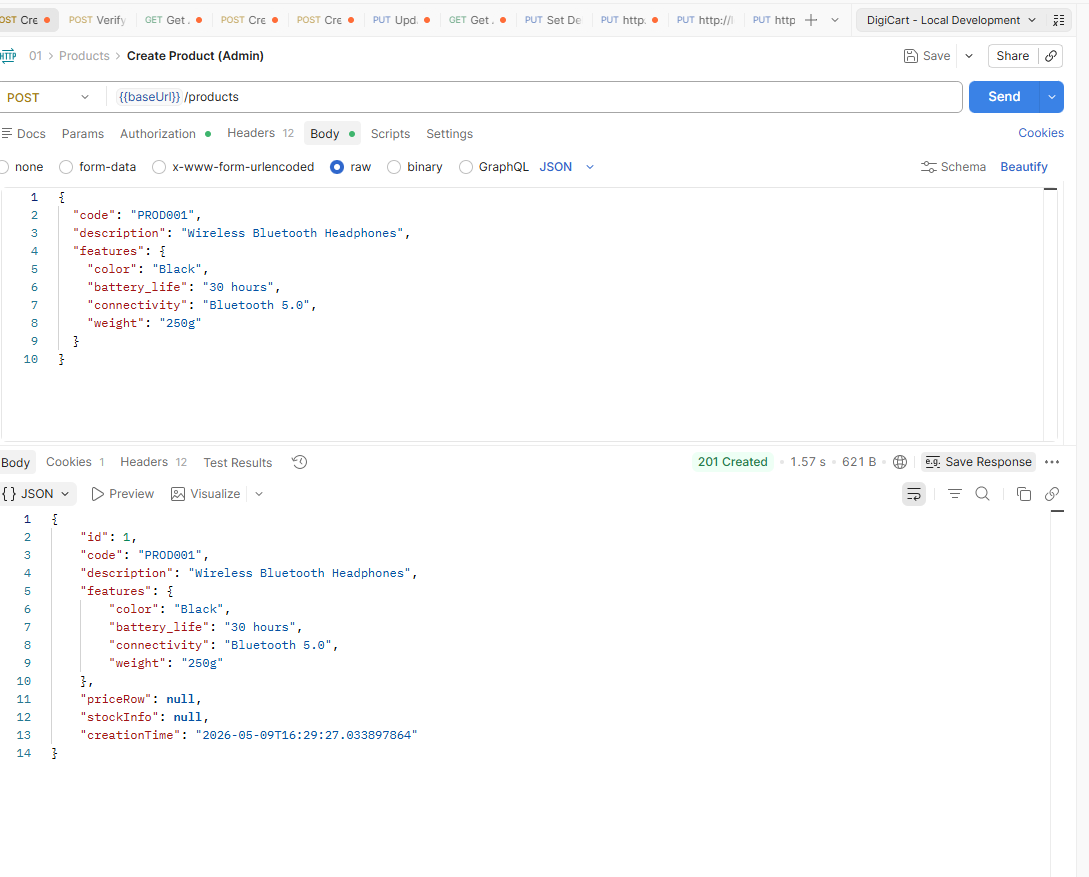 OST Cre POST Verify GET Get . POST Cre POST Cre PUT Upd. GET Get . PUT Set De PUT http. PUT http:// PUT http DigiCart - Local Development
HTTP 01 > Products > Create Product (Admin) Save Share
POST {{baseUrl}} /products Send
Docs Params Authorization Headers 12 Body Scripts Settings Cookies
none form-data x-www-form-urlencoded raw binary GraphQL JSON Schema Beautify
1 {
2 "code": "PROD001",
3 "description": "Wireless Bluetooth Headphones",
4 "features": {
5 "color": "Black",
6 "battery_life": "30 hours",
7 "connectivity": "Bluetooth 5.0",
8 "weight": "250g"
9 }
10 }
Body Cookies 1 Headers 12 Test Results 201 Created • 1.57 s • 621 B • e.g. Save Response
{} JSON Preview Visualize
1 {
2 "id": 1,
3 "code": "PROD001",
4 "description": "Wireless Bluetooth Headphones",
5 "features": {
6 "color": "Black",
7 "battery_life": "30 hours",
8 "connectivity": "Bluetooth 5.0",
9 "weight": "250g"
10 },
11 "priceRow": null,
12 "stockInfo": null,
13 "creationTime": "2026-05-09T16:29:27.033897864"
14 }